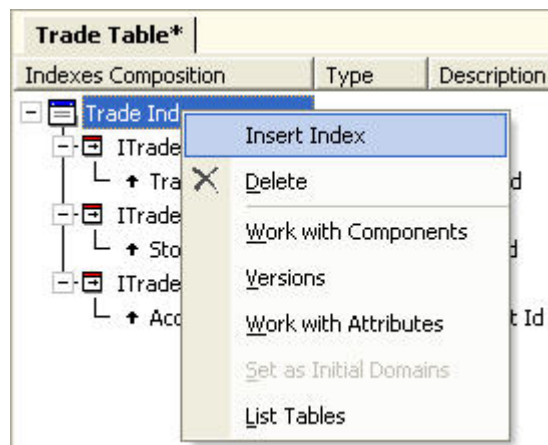 Trade Table*
Indexes Composition Type Description
Trade Ind
ITrade
Tra d
ITrade
Sto d
ITrade
Acc t Id
Insert Index
Delete
Work with Components
Versions
Work with Attributes
Set as Initial Domains
List Tables